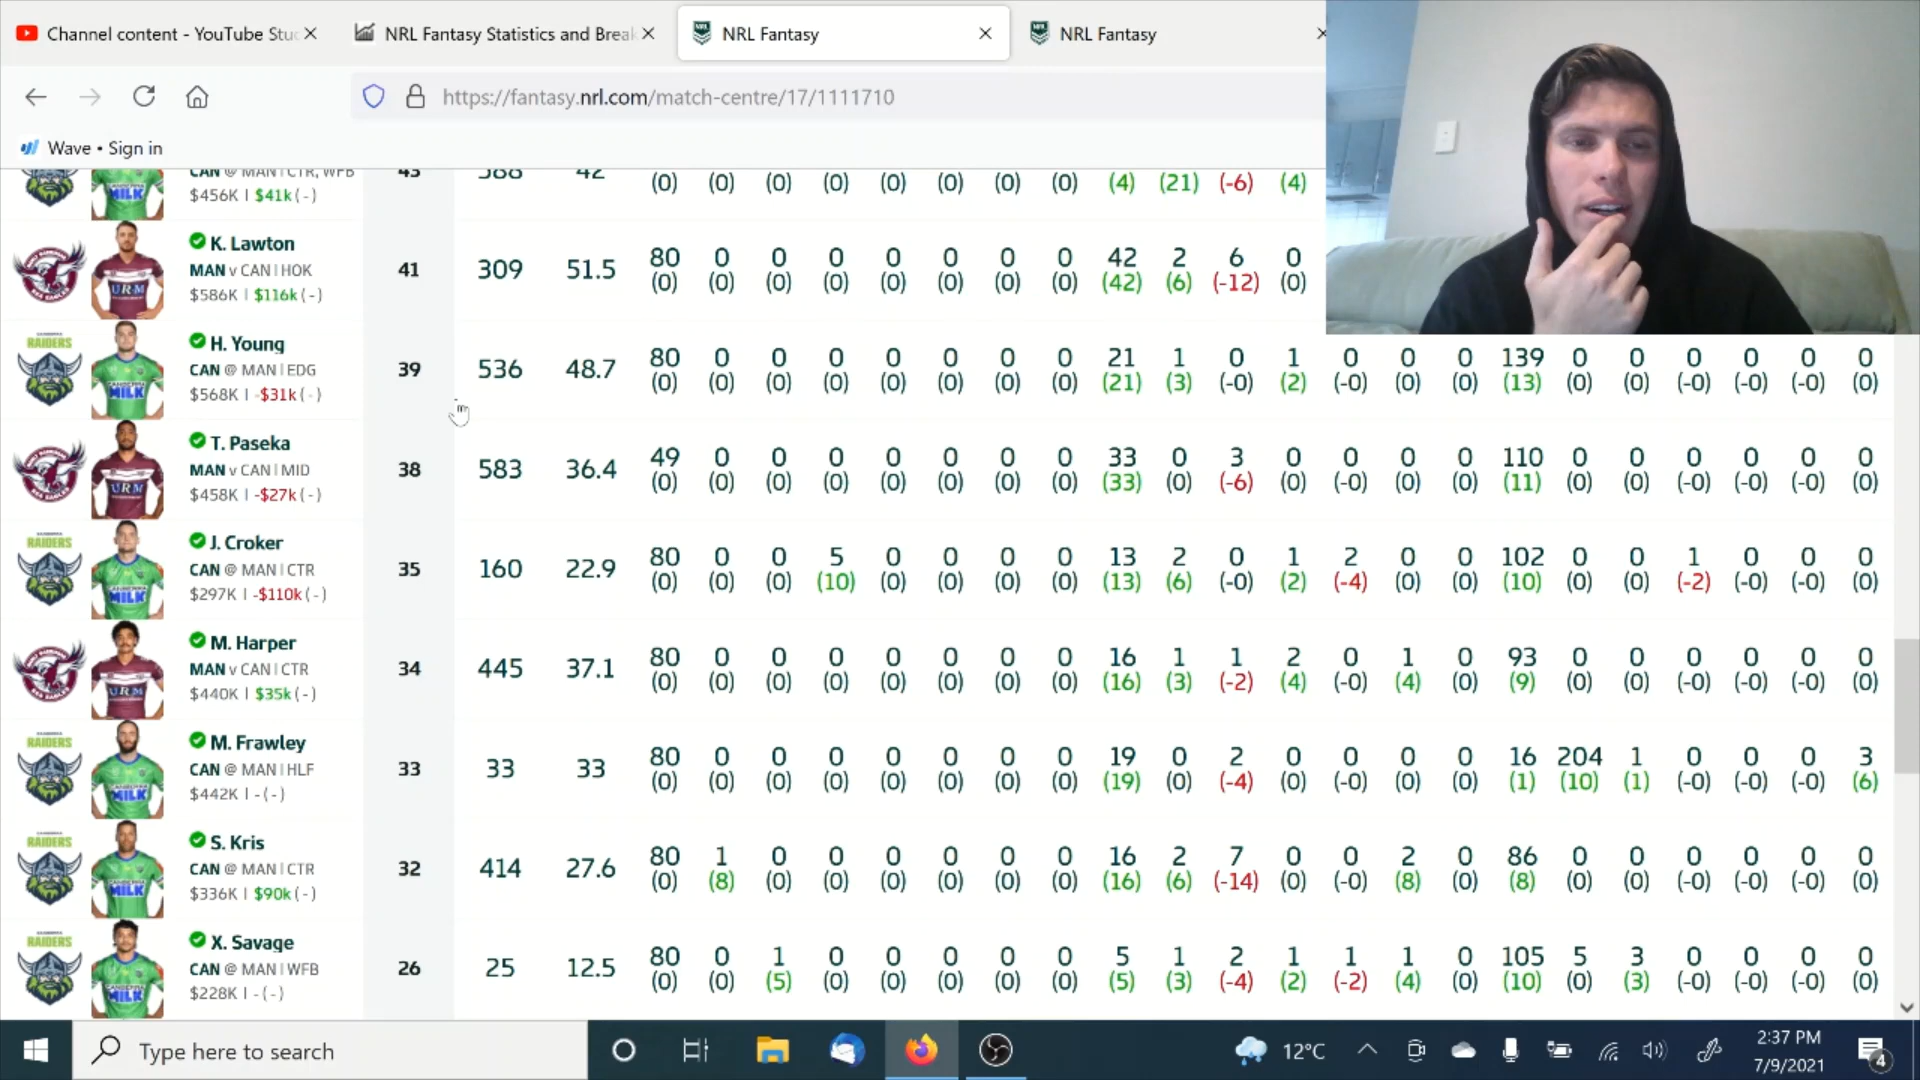 Channel content - YouTube Stu
NRL Fantasy Statistics and Breal
NRL Fantasy
NRL Fantasy
https://fantasy.nrl.com/match-centre/17/1111710
Wave • Sign in
MILK CAN @ MAN | CTR, WFB 43 588 42
$456K | $41k (-) (0) (0) (0) (0) (0) (0) (0) (0) (4) (21) (-6) (4)
K. Lawton
MAN v CAN | HOK 41 309 51.5 80 0 0 0 0 0 0 0 42 2 6 0
$586K | $116k (-) (0) (0) (0) (0) (0) (0) (0) (0) (42) (6) (-12) (0)
URM
RAIDERS H. Young
CAN @ MAN | EDG 39 536 48.7 80 0 0 0 0 0 0 0 21 1 0 1 0 0 0 139 0 0 0 0 0 0
$568K | -$31k (-) (0) (0) (0) (0) (0) (0) (0) (0) (21) (3) (-0) (2) (-0) (0) (0) (13) (0) (0) (-0) (-0) (-0) (0)
MILK
T. Paseka
MAN v CAN | MID 38 583 36.4 49 0 0 0 0 0 0 0 33 0 3 0 0 0 0 110 0 0 0 0 0 0
$458K | -$27k (-) (0) (0) (0) (0) (0) (0) (0) (0) (33) (0) (-6) (0) (-0) (0) (0) (11) (0) (0) (-0) (-0) (-0) (0)
URM
RAIDERS J. Croker
CAN @ MAN | CTR 35 160 22.9 80 0 0 5 0 0 0 0 13 2 0 1 2 0 0 102 0 0 1 0 0 0
$297K | -$110k (-) (0) (0) (0) (10) (0) (0) (0) (0) (13) (6) (-0) (2) (-4) (0) (0) (10) (0) (0) (-2) (-0) (-0) (0)
MILK
M. Harper
MAN v CAN | CTR 34 445 37.1 80 0 0 0 0 0 0 0 16 1 1 2 0 1 0 93 0 0 0 0 0 0
$440K | $35k (-) (0) (0) (0) (0) (0) (0) (0) (0) (16) (3) (-2) (4) (-0) (4) (0) (9) (0) (0) (-0) (-0) (-0) (0)
URM
RAIDERS M. Frawley
CAN @ MAN | HLF 33 33 33 80 0 0 0 0 0 0 0 19 0 2 0 0 0 0 16 204 1 0 0 0 3
$442K | - (-) (0) (0) (0) (0) (0) (0) (0) (0) (19) (0) (-4) (0) (-0) (0) (0) (1) (10) (1) (-0) (-0) (-0) (6)
RAIDERS S. Kris
CAN @ MAN | CTR 32 414 27.6 80 1 0 0 0 0 0 0 16 2 7 0 0 2 0 86 0 0 0 0 0 0
$336K | $90k (-) (0) (8) (0) (0) (0) (0) (0) (0) (16) (6) (-14) (0) (-0) (8) (0) (8) (0) (0) (-0) (-0) (-0) (0)
MILK
RAIDERS X. Savage
CAN @ MAN | WFB 26 25 12.5 80 0 1 0 0 0 0 0 5 1 2 1 1 1 0 105 5 3 0 0 0 0
$228K | - (-) (0) (0) (5) (0) (0) (0) (0) (0) (5) (3) (-4) (2) (-2) (4) (0) (10) (0) (3) (-0) (-0) (-0) (0)
MILK
Type here to search
12°C
2:37 PM
7/9/2021
4